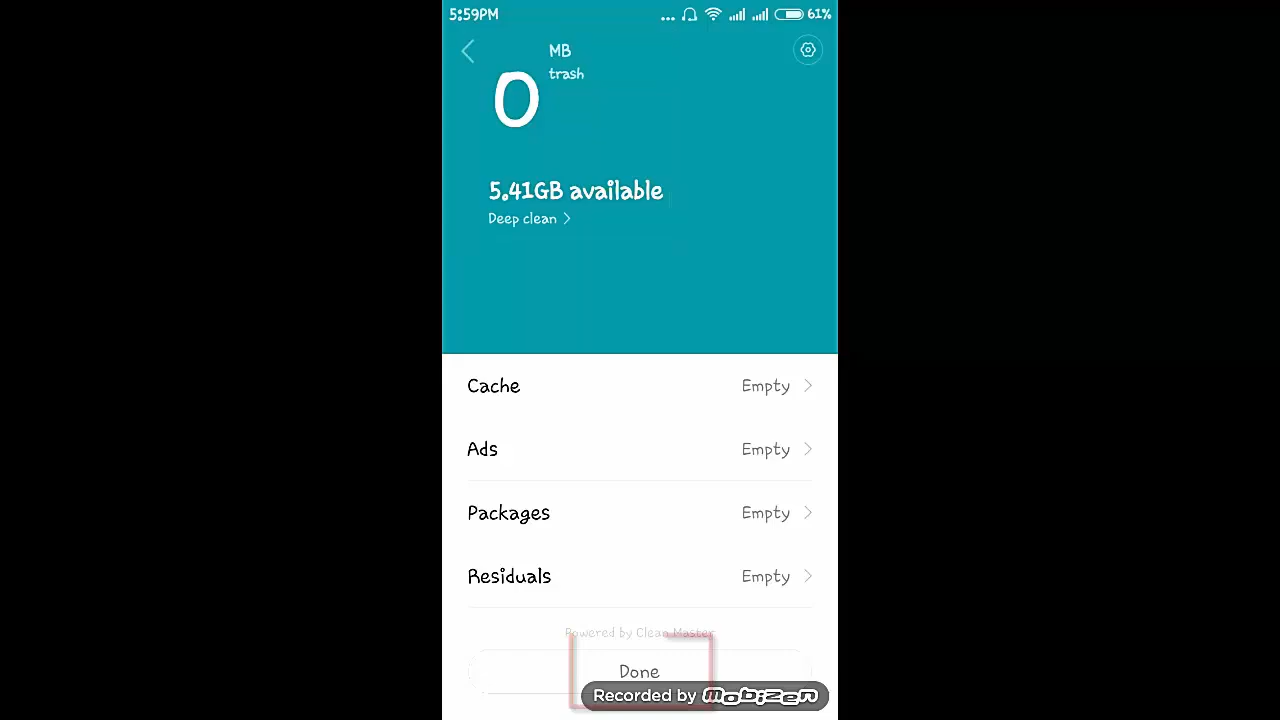 5:59PM
61%
MB
trash
0
5.41GB available
Deep clean
Cache Empty
Ads Empty
Packages Empty
Residuals Empty
Powered by Clean Master
Done
Recorded by mobizen